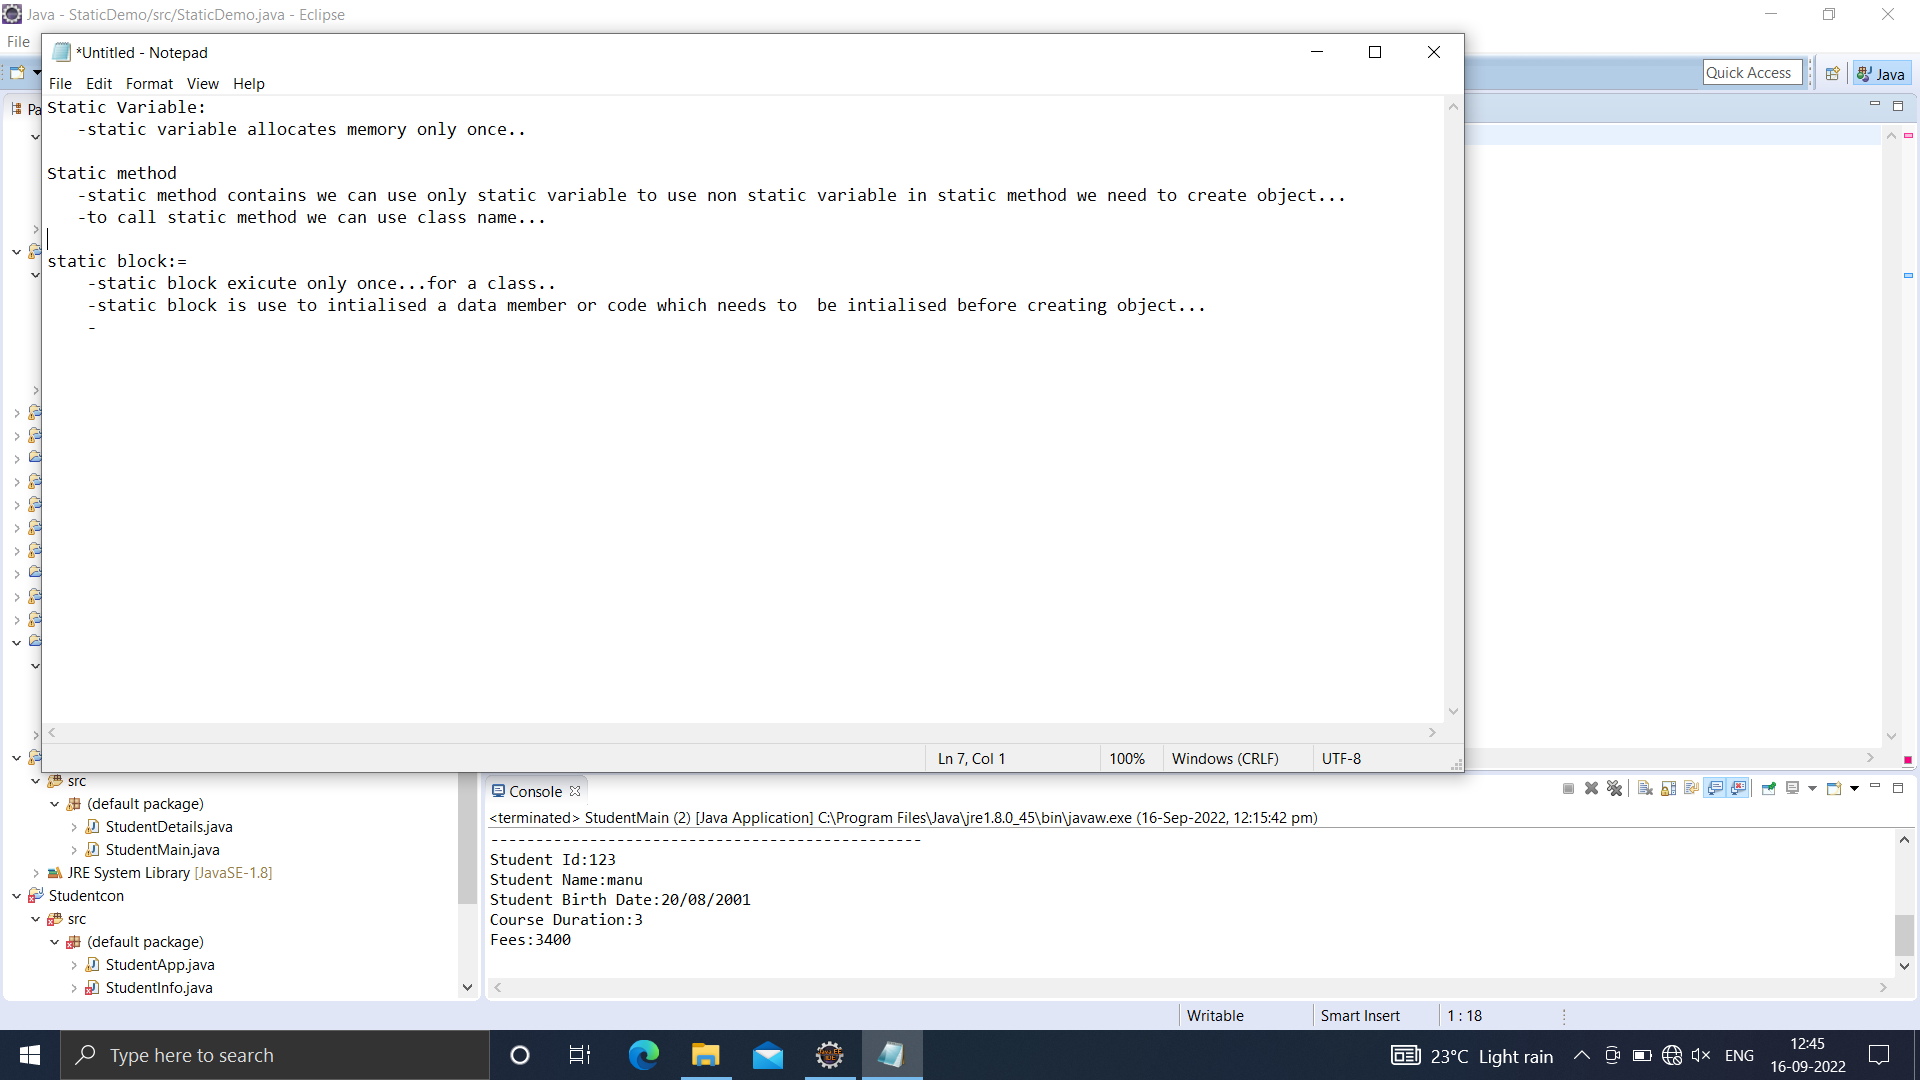 Java - StaticDemo/src/StaticDemo.java - Eclipse
File
*Untitled - Notepad
File Edit Format View Help
Quick Access
Java
Pa
Static Variable:
-static variable allocates memory only once..
Static method
-static method contains we can use only static variable to use non static variable in static method we need to create object...
-to call static method we can use class name...
static block:=
-static block exicute only once...for a class..
-static block is use to intialised a data member or code which needs to  be intialised before creating object...
-
Ln 7, Col 1
100%
Windows (CRLF)
UTF-8
src
(default package)
StudentDetails.java
StudentMain.java
JRE System Library [JavaSE-1.8]
Studentcon
src
(default package)
StudentApp.java
StudentInfo.java
Console
<terminated> StudentMain (2) [Java Application] C:\Program Files\Java\jre1.8.0_45\bin\javaw.exe (16-Sep-2022, 12:15:42 pm)
------------------------------------------------
Student Id:123
Student Name:manu
Student Birth Date:20/08/2001
Course Duration:3
Fees:3400
Writable
Smart Insert
1 : 18
Type here to search
23°C Light rain
ENG
12:45
16-09-2022